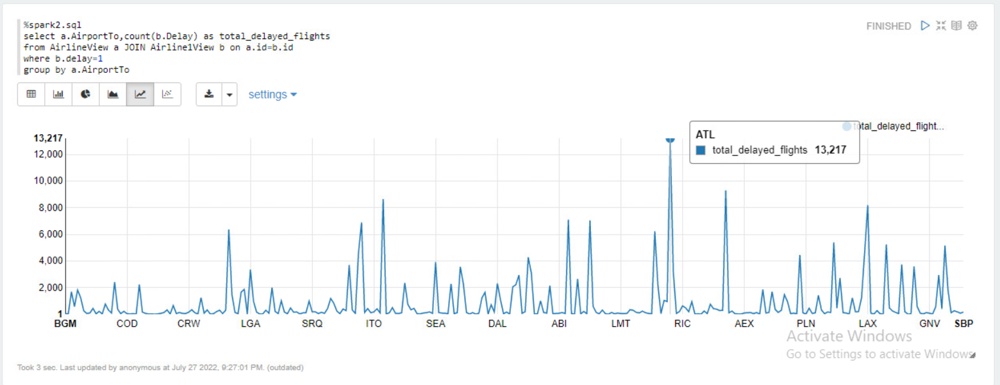 %spark2.sql
select a.AirportTo,count(b.Delay) as total_delayed_flights
from AirlineView a JOIN Airline1View b on a.id=b.id
where b.delay=1
group by a.AirportTo
FINISHED
settings
total_delayed_flight...
ATL
total_delayed_flights 13,217
13,217
12,000
10,000
8,000
6,000
4,000
2,000
1
BGM COD CRW LGA SRQ ITO SEA DAL ABI LMT RIC AEX PLN LAX GNV SBP
Activate Windows
Go to Settings to activate Windows.
Took 3 sec. Last updated by anonymous at July 27 2022, 9:27:01 PM. (outdated)